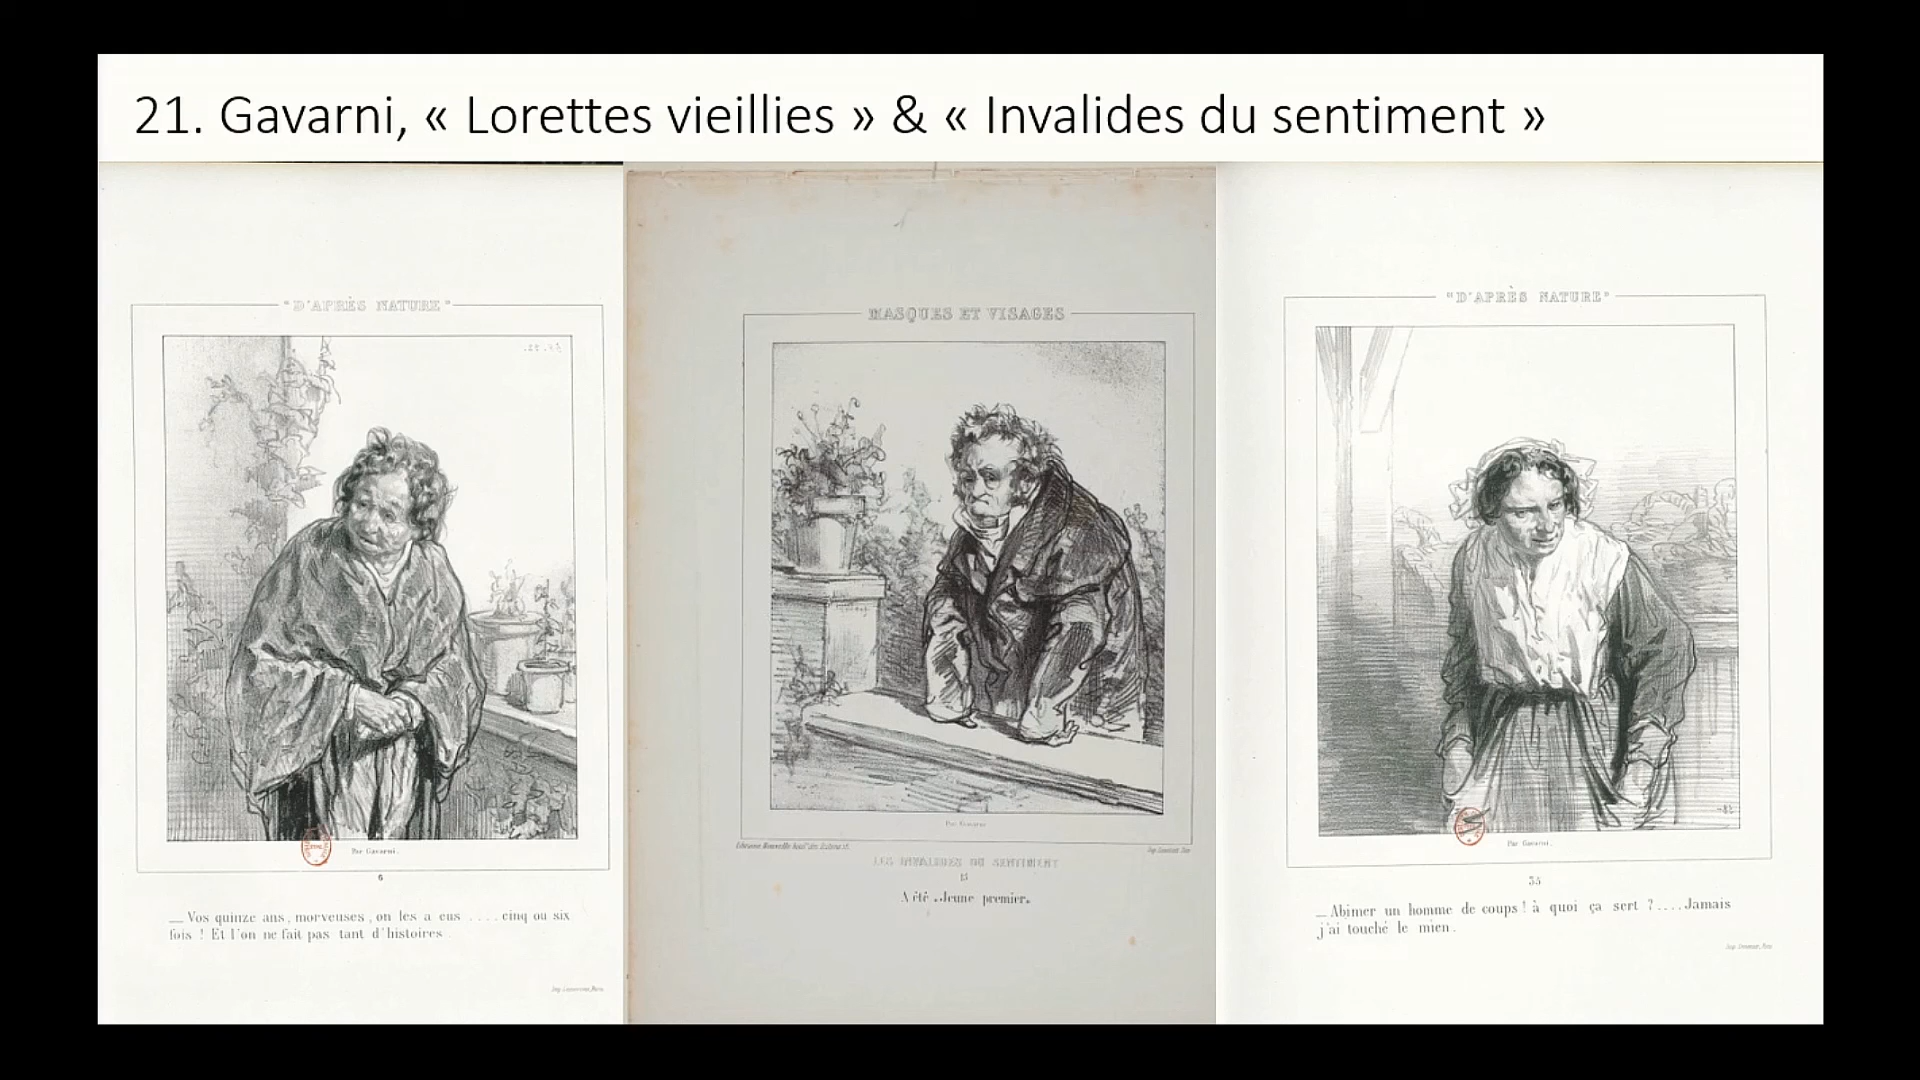 21. Gavarni, « Lorettes vieillies » & « Invalides du sentiment »
"D'APRÈS NATURE"
Par Gavarni.
6
— Vos quinze ans, morveuses, on les a eus .... cinq ou six
fois ! Et l'on ne fait pas tant d'histoires.
MASQUES ET VISAGES
Par Gavarni
LES INVALIDES DU SENTIMENT
A été « Jeune premier »
"D'APRÈS NATURE"
Par Gavarni.
35
— Abimer un homme de coups ! à quoi ça sert ? .... Jamais
j'ai touché le mien.